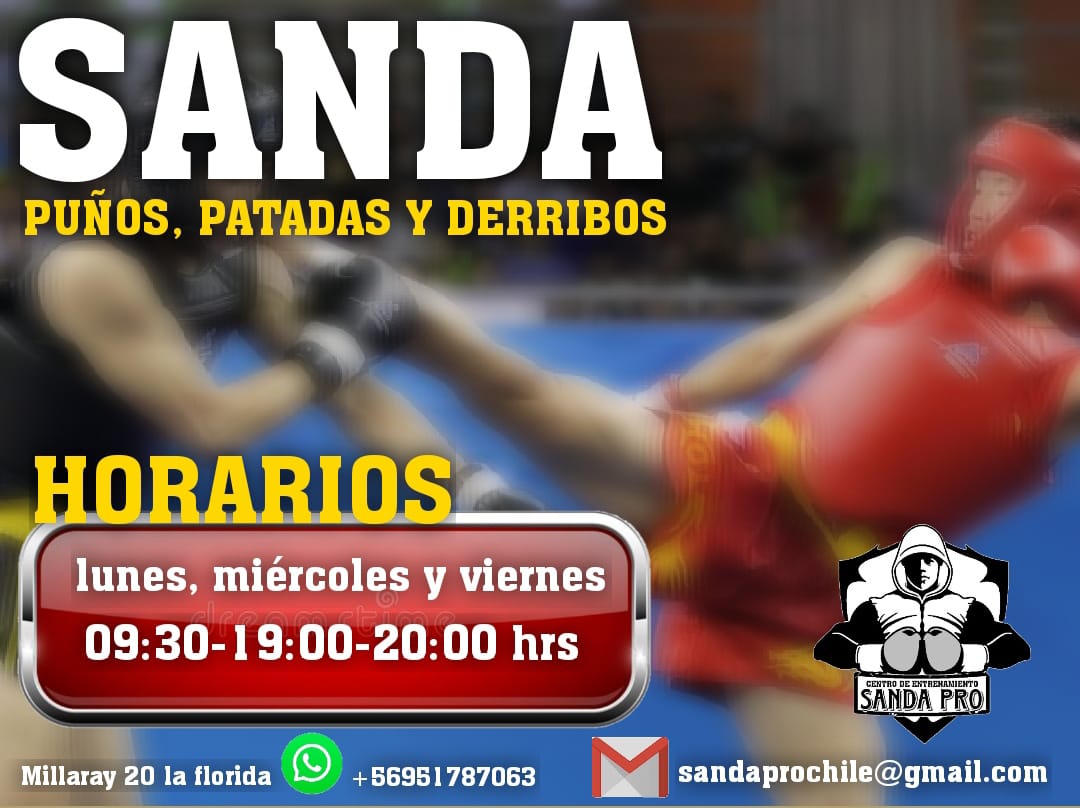 SANDA
PUÑOS, PATADAS Y DERRIBOS
HORARIOS
lunes, miércoles y viernes
dreamstime
09:30-19:00-20:00 hrs
CENTRO DE ENTRENAMIENTO
SANDA PRO
Millaray 20 la florida
+56951787063
sandaprochile@gmail.com